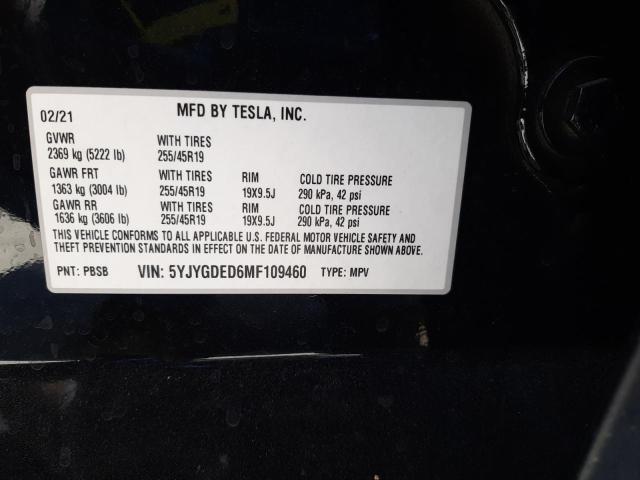 02/21 MFD BY TESLA, INC.
GVWR WITH TIRES
2369 kg (5222 lb) 255/45R19
GAWR FRT WITH TIRES RIM COLD TIRE PRESSURE
1363 kg (3004 lb) 255/45R19 19X9.5J 290 kPa, 42 psi
GAWR RR WITH TIRES RIM COLD TIRE PRESSURE
1636 kg (3606 lb) 255/45R19 19X9.5J 290 kPa, 42 psi
THIS VEHICLE CONFORMS TO ALL APPLICABLE U.S. FEDERAL MOTOR VEHICLE SAFETY AND
THEFT PREVENTION STANDARDS IN EFFECT ON THE DATE OF MANUFACTURE SHOWN ABOVE.
PNT: PBSB VIN: 5YJYGDED6MF109460 TYPE: MPV